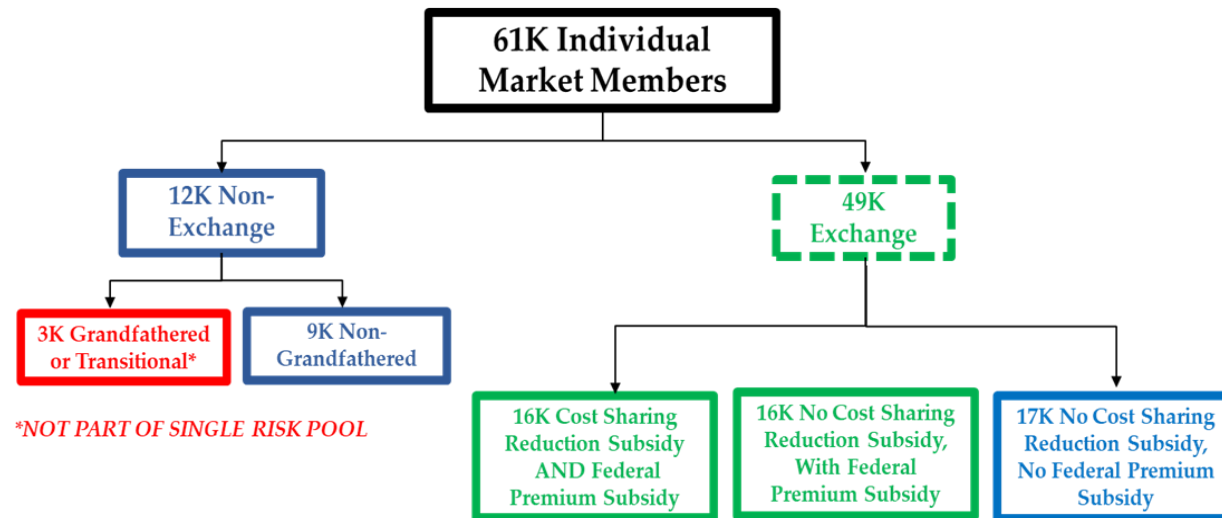 61K Individual
Market Members
12K Non-
Exchange
49K
Exchange
3K Grandfathered
or Transitional*
9K Non-
Grandfathered
*NOT PART OF SINGLE RISK POOL
16K Cost Sharing
Reduction Subsidy
AND Federal
Premium Subsidy
16K No Cost Sharing
Reduction Subsidy,
With Federal
Premium Subsidy
17K No Cost Sharing
Reduction Subsidy,
No Federal Premium
Subsidy